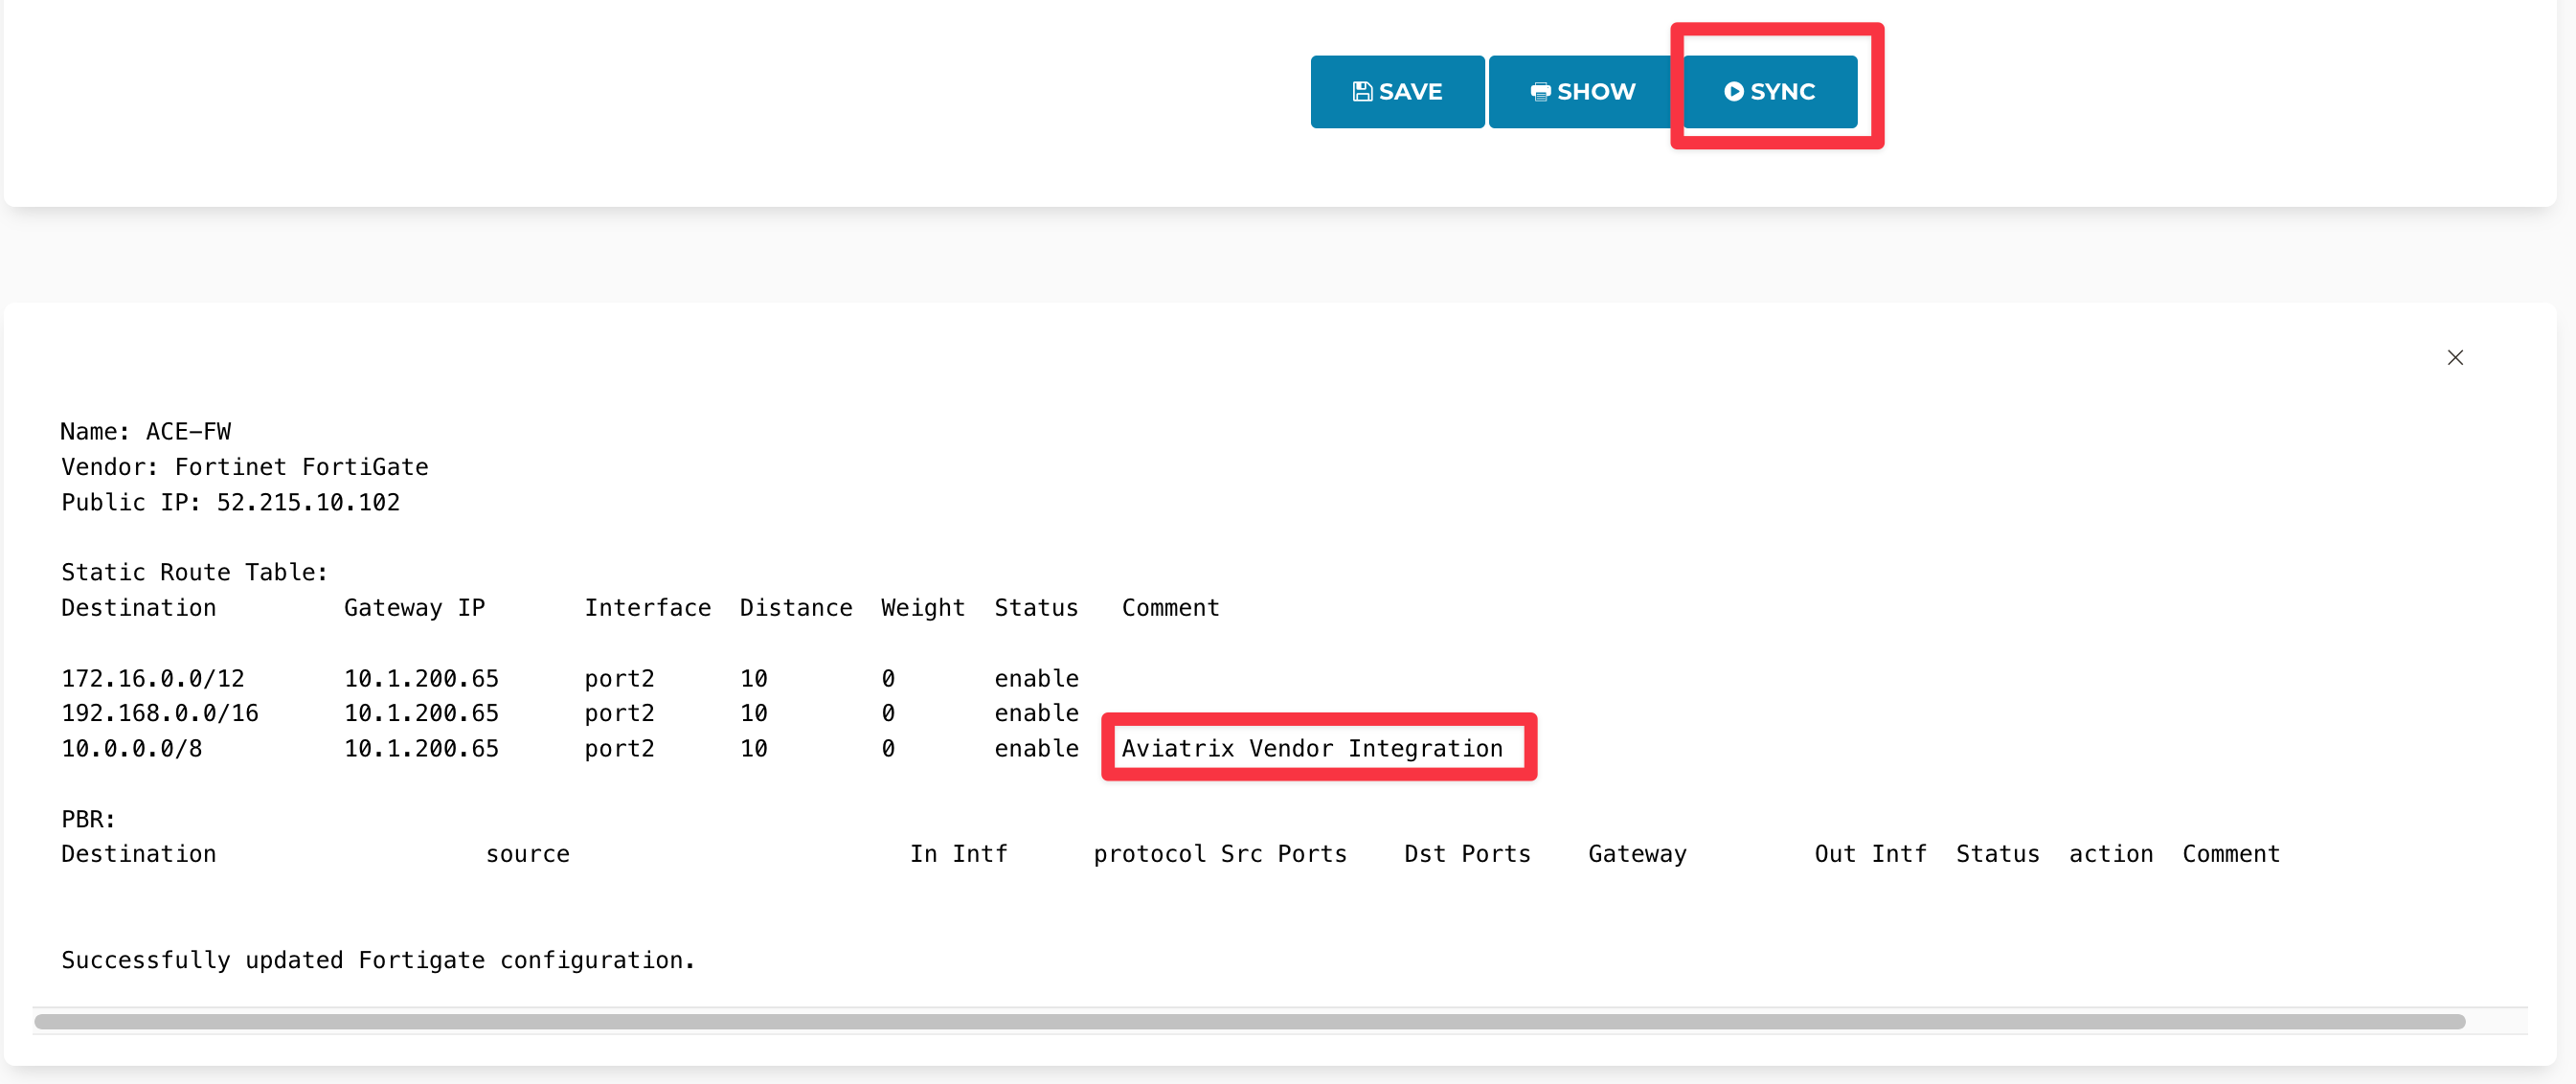 SAVE SHOW SYNC
Name: ACE-FW
Vendor: Fortinet FortiGate
Public IP: 52.215.10.102
Static Route Table:
Destination Gateway IP Interface Distance Weight Status Comment
172.16.0.0/12 10.1.200.65 port2 10 0 enable
192.168.0.0/16 10.1.200.65 port2 10 0 enable
10.0.0.0/8 10.1.200.65 port2 10 0 enable Aviatrix Vendor Integration
PBR:
Destination source In Intf protocol Src Ports Dst Ports Gateway Out Intf Status action Comment
Successfully updated Fortigate configuration.